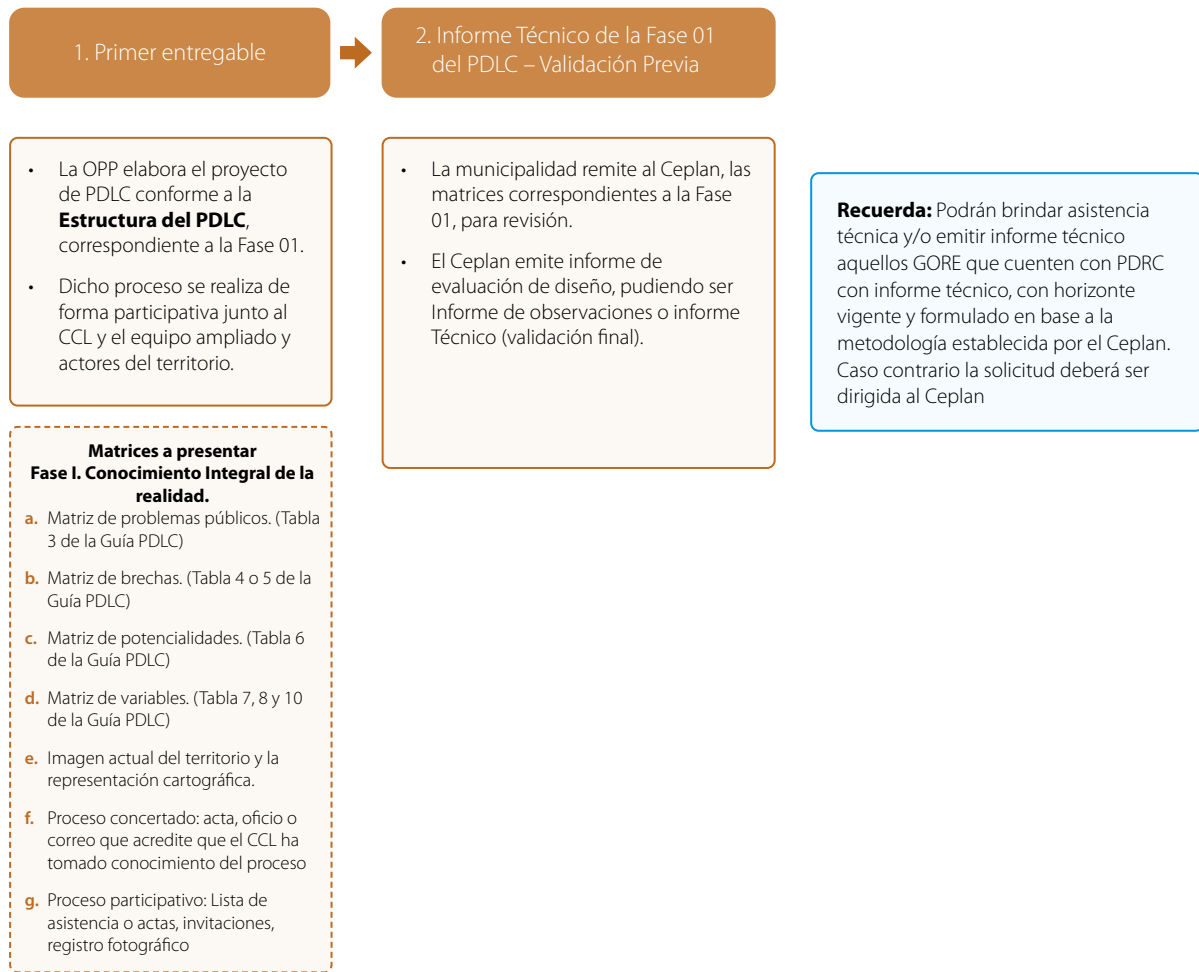 1. Primer entregable
2. Informe Técnico de la Fase 01
del PDLC – Validación Previa
• La OPP elabora el proyecto
de PDLC conforme a la
Estructura del PDLC,
correspondiente a la Fase 01.
• Dicho proceso se realiza de
forma participativa junto al
CCL y el equipo ampliado y
actores del territorio.
• La municipalidad remite al Ceplan, las
matrices correspondientes a la Fase
01, para revisión.
• El Ceplan emite informe de
evaluación de diseño, pudiendo ser
Informe de observaciones o informe
Técnico (validación final).
Recuerda: Podrán brindar asistencia
técnica y/o emitir informe técnico
aquellos GORE que cuenten con PDRC
con informe técnico, con horizonte
vigente y formulado en base a la
metodología establecida por el Ceplan.
Caso contrario la solicitud deberá ser
dirigida al Ceplan
Matrices a presentar
Fase I. Conocimiento Integral de la
realidad.
a. Matriz de problemas públicos. (Tabla
3 de la Guía PDLC)
b. Matriz de brechas. (Tabla 4 o 5 de la
Guía PDLC)
c. Matriz de potencialidades. (Tabla 6
de la Guía PDLC)
d. Matriz de variables. (Tabla 7, 8 y 10
de la Guía PDLC)
e. Imagen actual del territorio y la
representación cartográfica.
f. Proceso concertado: acta, oficio o
correo que acredite que el CCL ha
tomado conocimiento del proceso
g. Proceso participativo: Lista de
asistencia o actas, invitaciones,
registro fotográfico